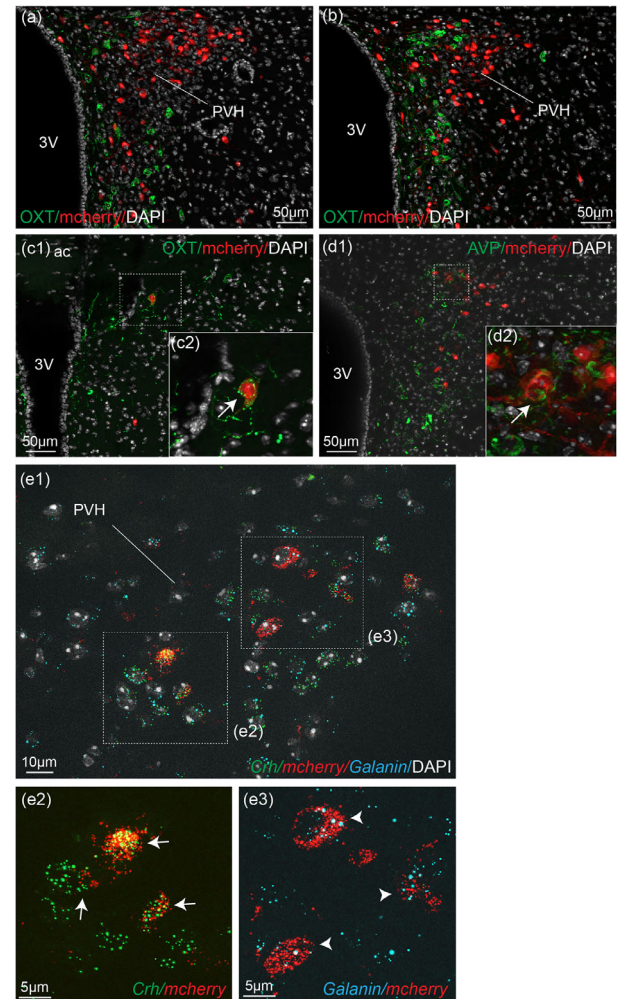 (a)
PVH
3V
OXT/mcherry/DAPI
50μm
(b)
PVH
3V
OXT/mcherry/DAPI
50μm
(c1) ac
OXT/mcherry/DAPI
3V
(c2)
50μm
(d1)
AVP/mcherry/DAPI
3V
(d2)
50μm
(e1)
PVH
(e3)
(e2)
10μm
Crh/mcherry/Galanin/DAPI
(e2)
5μm
Crh/mcherry
(e3)
5μm
Galanin/mcherry